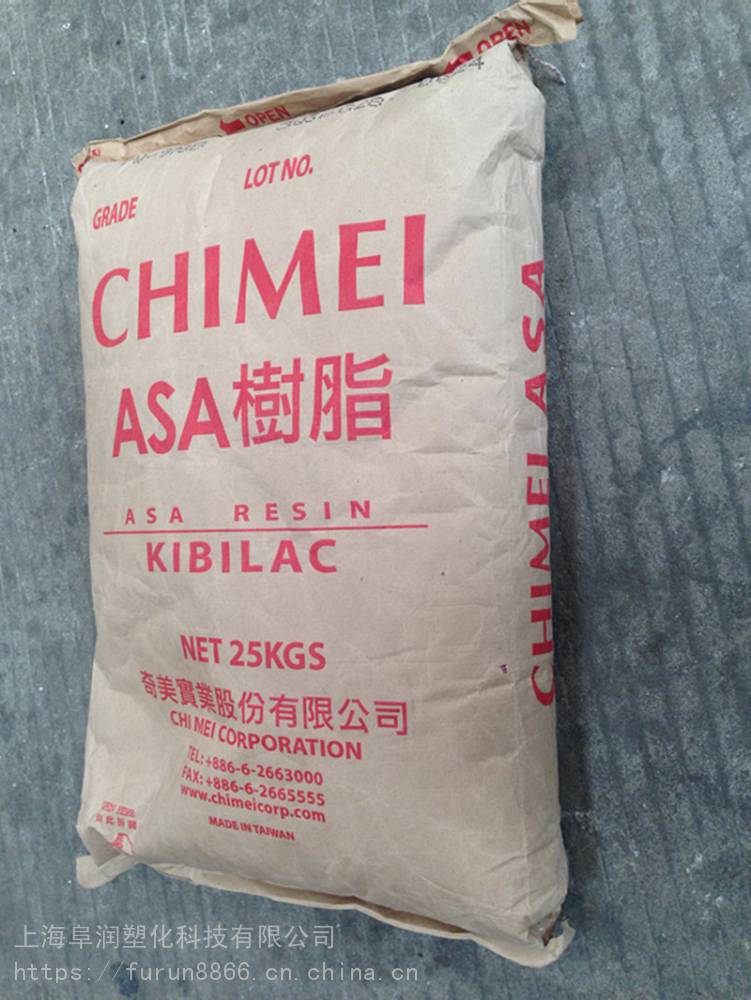 OPEN
OPEN
GRADE
LOT NO.
CHIMEI
ASA樹脂
ASA RESIN
KIBILAC
NET 25KGS
奇美實業股份有限公司
CHI MEI CORPORATION
TEL: +886-6-2663000
FAX: +886-6-2665555
www.chimeicorp.com
MADE IN TAIWAN
CHIMEI ASA
上海阜润塑化科技有限公司
https://furun8866.cn.china.cn